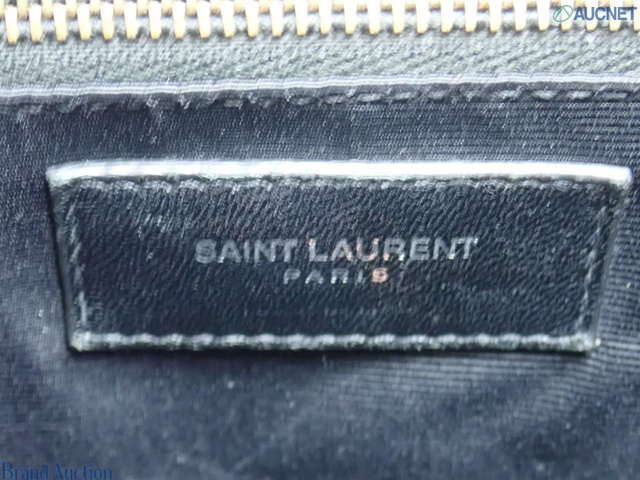 AUCNET
SAINT LAURENT
PARIS
Brand Auction